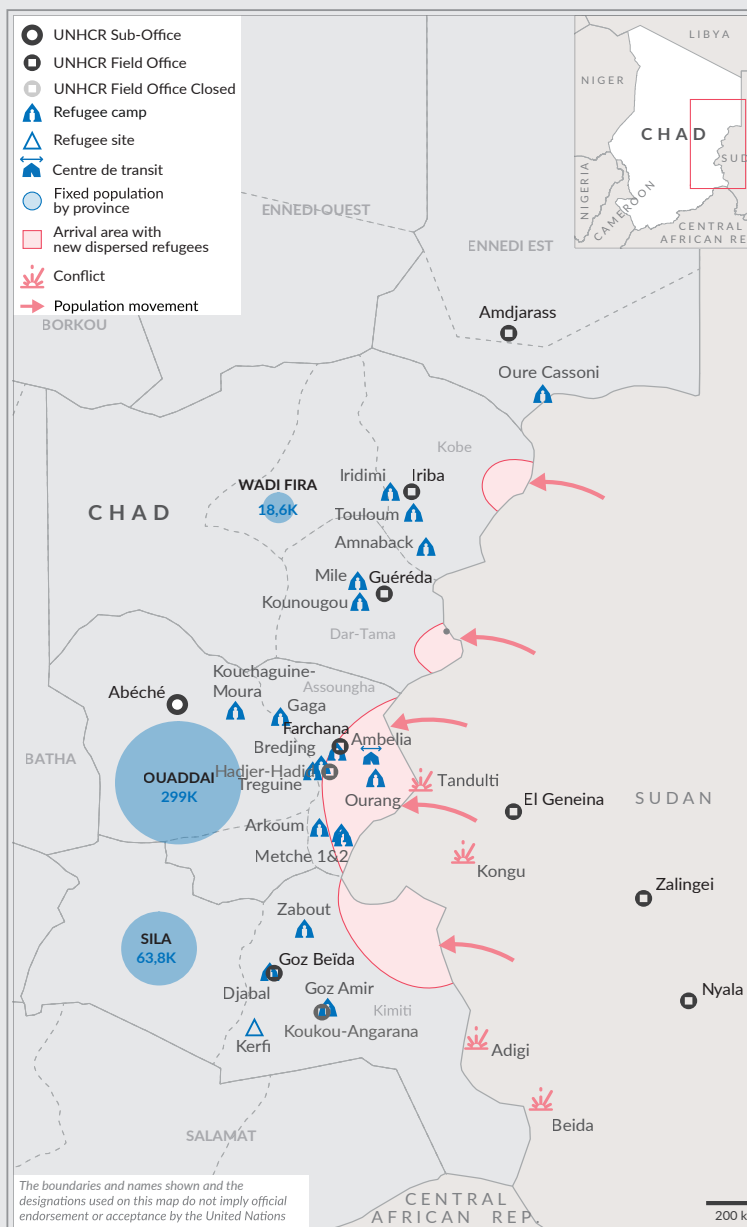 UNHCR Sub-Office
UNHCR Field Office
UNHCR Field Office Closed
Refugee camp
Refugee site
Centre de transit
Fixed population
by province
Arrival area with
new dispersed refugees
Conflict
Population movement
LIBYA
NIGER
CHAD
SUD
NIGERIA
CAMEROON
CENTRAL
AFRICAN RE
ENNEDI OUEST
ENNEDI EST
BORKOU
Amdjarass
Oure Cassoni
Kobe
Iridimi
Iriba
WADI FIRA
18,6K
CHAD
Touloum
Amnaback
Mile
Guéréda
Kounougou
Dar-Tama
Kouchaguine-
Moura
Assoungha
Abéché
Gaga
Farchana
Ambelia
Bredjing
BATHA
Hadjer-Hadid
OUADDAI
299K
Treguine
Tandulti
Ourang
El Geneina
SUDAN
Arkoum
Metche 1&2
Kongu
Zalingei
Zabout
SILA
63,8K
Goz Beïda
Djabal
Goz Amir
Nyala
Kimiti
Koukou-Angarana
Kerfi
Adigi
Beida
SALAMAT
The boundaries and names shown and the
designations used on this map do not imply official
endorsement or acceptance by the United Nations
CENTRAL
AFRICAN REP.
200 k